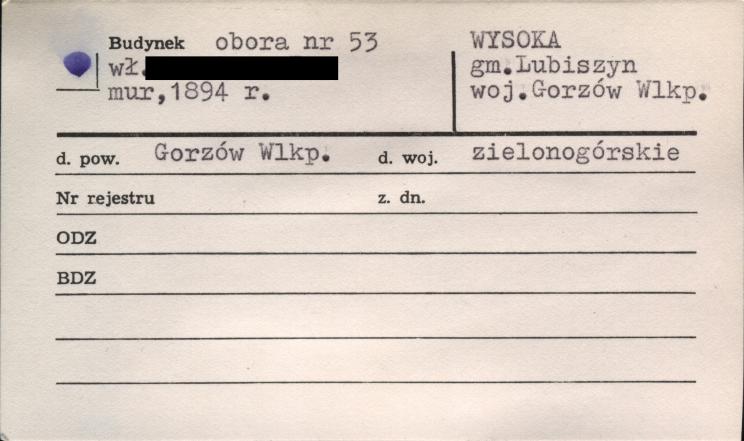 Budynek obora nr 53
wł.
mur,1894 r.
WYSOKA
gm.Lubiszyn
woj.Gorzów Wlkp.
d. pow. Gorzów Wlkp. d. woj. zielonogórskie
Nr rejestru z. dn.
ODZ
BDZ